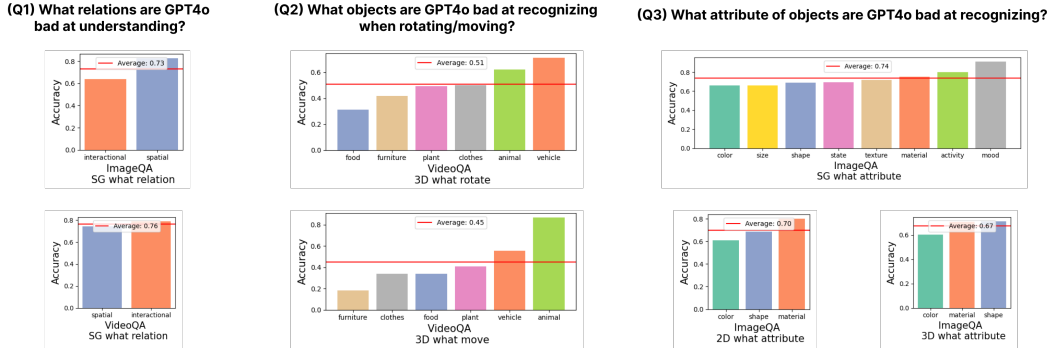 (Q1) What relations are GPT4o
bad at understanding?
Average: 0.73
Accuracy
0.8
0.6
0.4
0.2
0.0
interactional spatial
ImageQA
SG what relation
Average: 0.76
Accuracy
0.8
0.6
0.4
0.2
0.0
spatial interactional
VideoQA
SG what relation
(Q2) What objects are GPT4o bad at recognizing
when rotating/moving?
Average: 0.51
Accuracy
0.6
0.4
0.2
0.0
food furniture plant clothes animal vehicle
VideoQA
3D what rotate
Average: 0.45
Accuracy
0.8
0.6
0.4
0.2
0.0
furniture clothes food plant vehicle animal
VideoQA
3D what move
(Q3) What attribute of objects are GPT4o bad at recognizing?
Average: 0.74
Accuracy
0.8
0.6
0.4
0.2
0.0
color size shape state texture material activity mood
ImageQA
SG what attribute
Average: 0.70
Accuracy
0.8
0.6
0.4
0.2
0.0
color shape material
ImageQA
2D what attribute
Average: 0.67
Accuracy
0.6
0.4
0.2
0.0
color material shape
ImageQA
3D what attribute